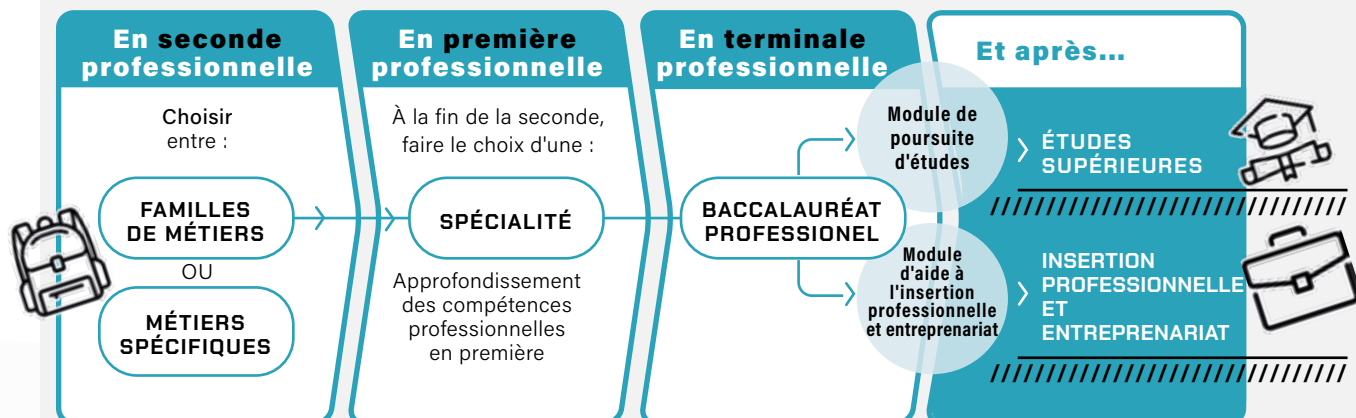 En seconde
professionnelle
Choisir
entre :
FAMILLES
DE MÉTIERS
OU
MÉTIERS
SPÉCIFIQUES
En première
professionnelle
À la fin de la seconde,
faire le choix d'une :
SPÉCIALITÉ
Approfondissement
des compétences
professionnelles
en première
En terminale
professionnelle
BACCALAURÉAT
PROFESSIONEL
Module de
poursuite
d'études
Module
d'aide à
l'insertion
professionnelle
et entreprenariat
Et après...
ÉTUDES
SUPÉRIEURES
INSERTION
PROFESSIONNELLE
ET
ENTREPRENARIAT